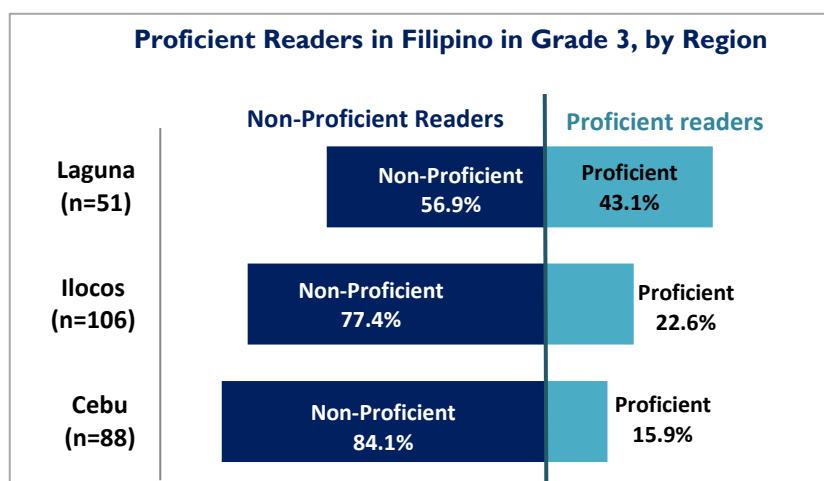 Proficient Readers in Filipino in Grade 3, by Region
Non-Proficient Readers
Proficient readers
Laguna
(n=51)
Non-Proficient
56.9%
Proficient
43.1%
Ilocos
(n=106)
Non-Proficient
77.4%
Proficient
22.6%
Cebu
(n=88)
Non-Proficient
84.1%
Proficient
15.9%